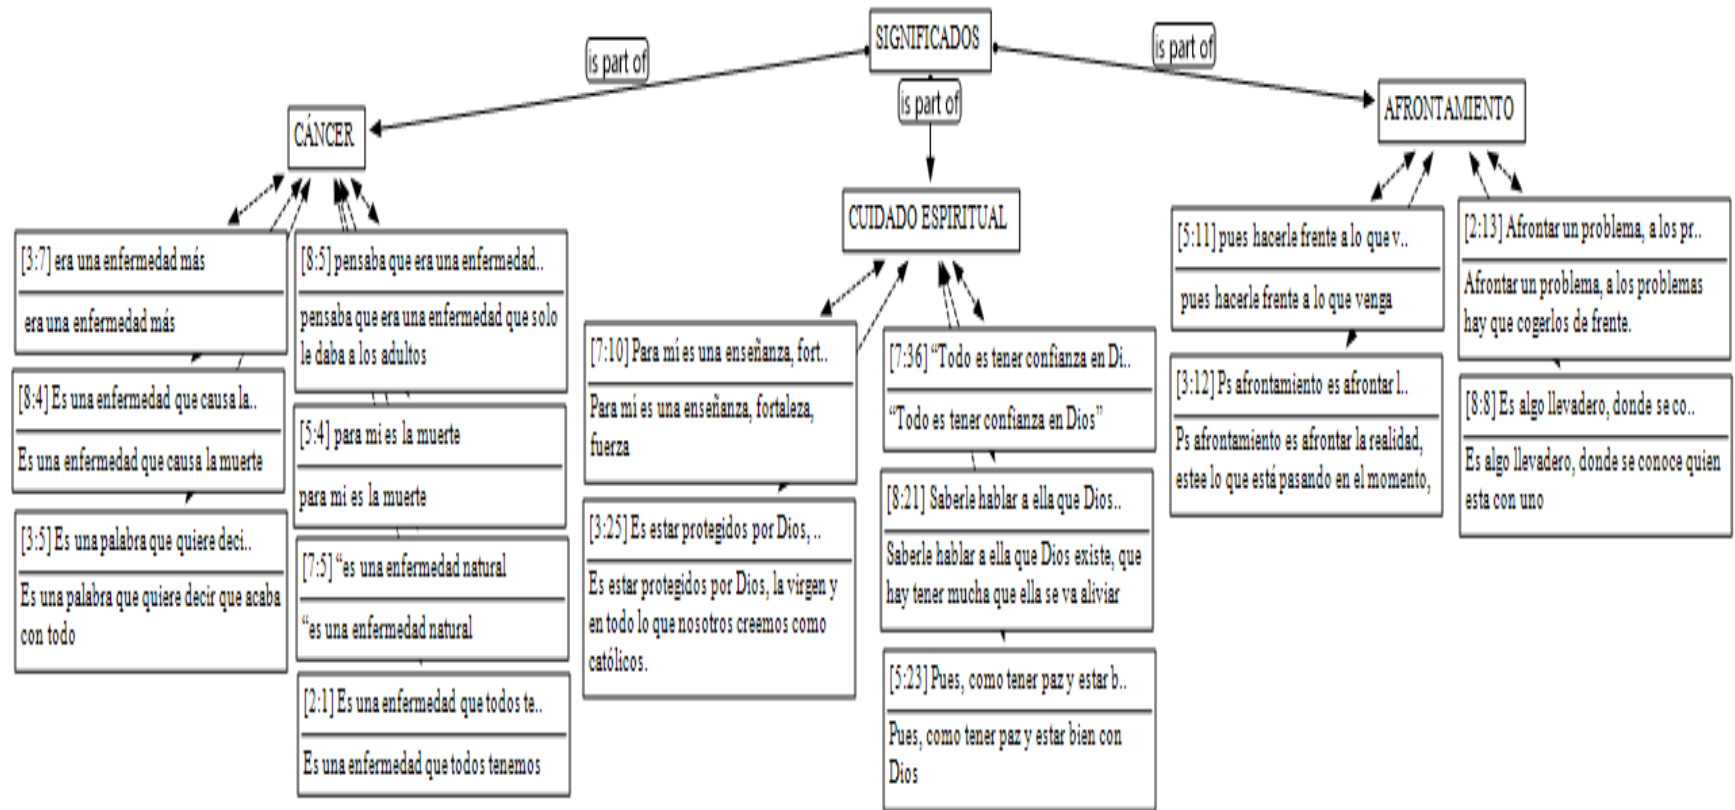 SIGNIFICADOS
is part of
is part of
is part of
CÁNCER
CUIDADO ESPIRITUAL
AFRONTAMIENTO
[3:7] era una enfermedad más
era una enfermedad más
[8:4] Es una enfermedad que causa la..
Es una enfermedad que causa la muerte
[3:5] Es una palabra que quiere deci..
Es una palabra que quiere decir que acaba
con todo
[8:5] pensaba que era una enfermedad..
pensaba que era una enfermedad que solo
le daba a los adultos
[5:4] para mi es la muerte
para mi es la muerte
[7:5] “es una enfermedad natural
“es una enfermedad natural
[2:1] Es una enfermedad que todos te..
Es una enfermedad que todos tenemos
[7:10] Para mí es una enseñanza, fort..
Para mí es una enseñanza, fortaleza,
fuerza
[3:25] Es estar protegidos por Dios, ..
Es estar protegidos por Dios, la virgen y
en todo lo que nosotros creemos como
católicos.
[7:36] “Todo es tener confianza en Di..
“Todo es tener confianza en Dios”
[8:21] Saberle hablar a ella que Dios..
Saberle hablar a ella que Dios existe, que
hay tener mucha que ella se va aliviar
[5:23] Pues, como tener paz y estar b..
Pues, como tener paz y estar bien con
Dios
[5:11] pues hacerle frente a lo que v..
pues hacerle frente a lo que venga
[3:12] Ps afrontamiento es afrontar l..
Ps afrontamiento es afrontar la realidad,
estee lo que está pasando en el momento,
[2:13] Afrontar un problema, a los pr..
Afrontar un problema, a los problemas
hay que cogerlos de frente.
[8:8] Es algo llevadero, donde se co..
Es algo llevadero, donde se conoce quien
esta con uno